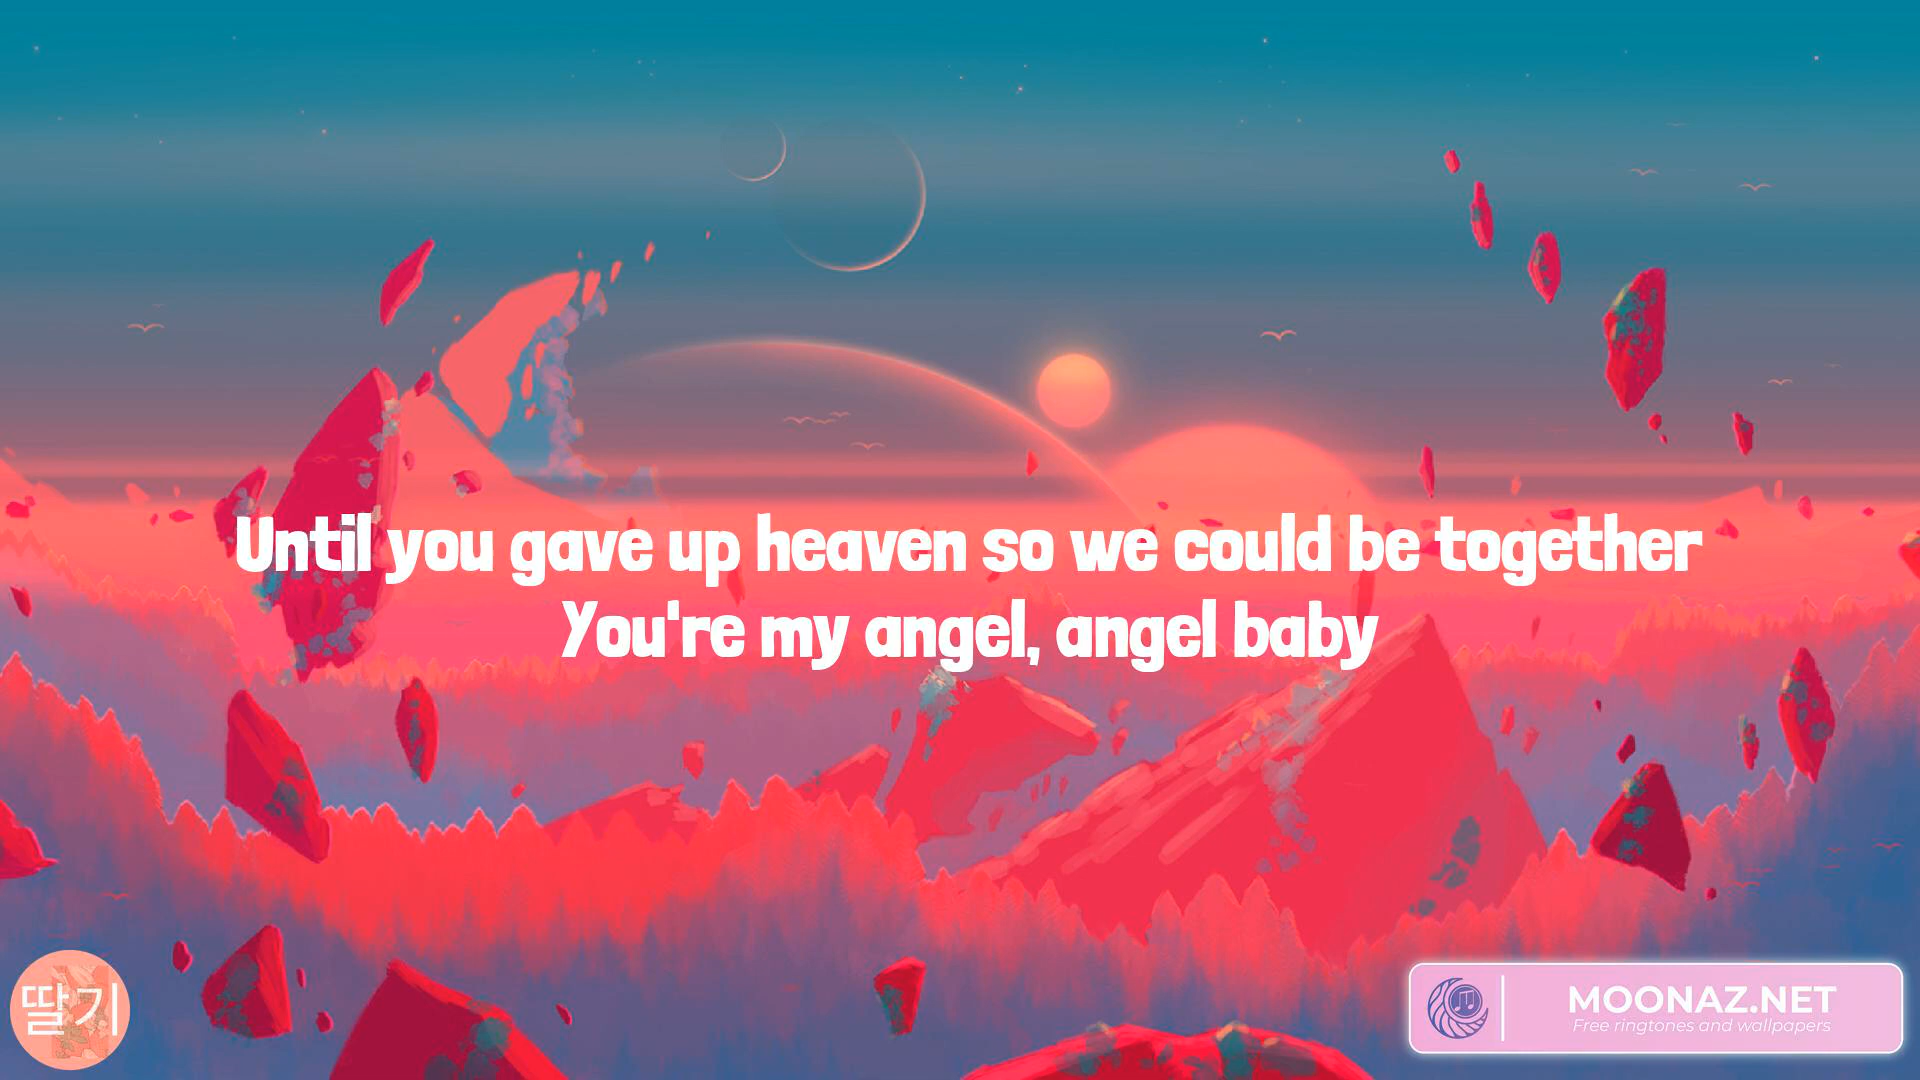 Until you gave up heaven so we could be together
You're my angel, angel baby
딸기
MOONAZ.NET
Free ringtones and wallpapers